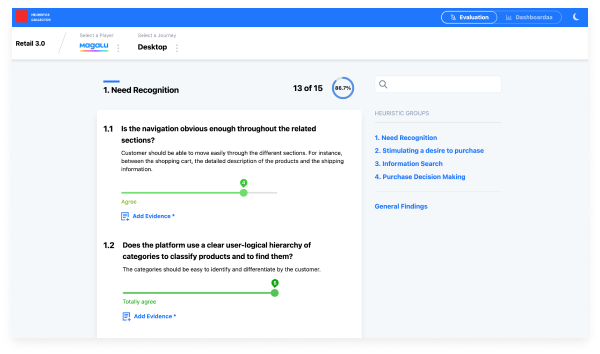 HEURISTICS
COLLECTOR
Evaluation
Dashboardas
Retail 3.0
Select a Player
Magalu
Select a Journey
Desktop
1. Need Recognition
13 of 15
86.7%
HEURISTIC GROUPS
1. Need Recognition
2. Stimulating a desire to purchase
3. Information Search
4. Purchase Decision Making
General Findings
1.1 Is the navigation obvious enough throughout the related
sections?
Customer should be able to move easily through the different sections. For instance,
between the shopping cart, the detailed description of the products and the shipping
information.
4
Agree
Add Evidence *
1.2 Does the platform use a clear user-logical hierarchy of
categories to classify products and to find them?
The categories should be easy to identify and differentiate by the customer.
5
Totally agree
Add Evidence *